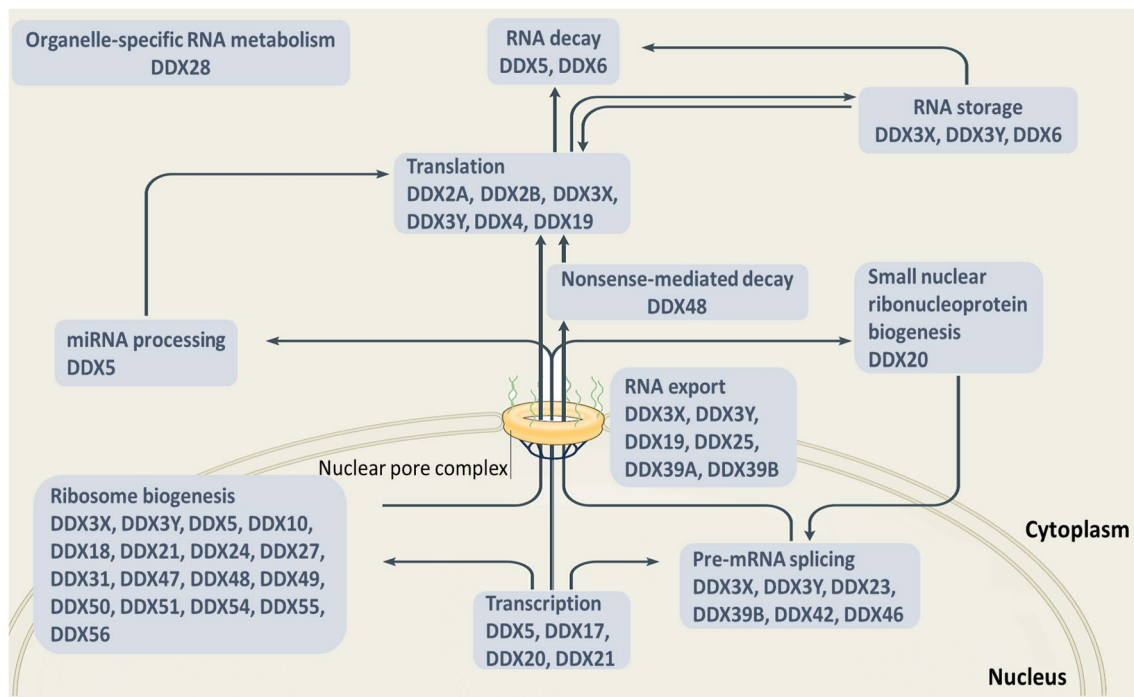 Organelle-specific RNA metabolism
DDX28
RNA decay
DDX5, DDX6
RNA storage
DDX3X, DDX3Y, DDX6
Translation
DDX2A, DDX2B, DDX3X,
DDX3Y, DDX4, DDX19
Nonsense-mediated decay
DDX48
Small nuclear
ribonucleoprotein
biogenesis
DDX20
miRNA processing
DDX5
RNA export
DDX3X, DDX3Y,
DDX19, DDX25,
DDX39A, DDX39B
Nuclear pore complex
Ribosome biogenesis
DDX3X, DDX3Y, DDX5, DDX10,
DDX18, DDX21, DDX24, DDX27,
DDX31, DDX47, DDX48, DDX49,
DDX50, DDX51, DDX54, DDX55,
DDX56
Cytoplasm
Pre-mRNA splicing
DDX3X, DDX3Y, DDX23,
DDX39B, DDX42, DDX46
Transcription
DDX5, DDX17,
DDX20, DDX21
Nucleus